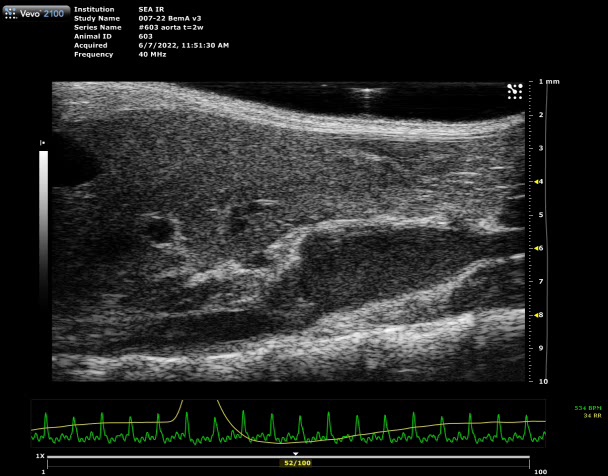 Vevo 2100
Institution SEA IR
Study Name 007-22 BemA v3
Series Name #603 aorta t=2w
Animal ID 603
Acquired 6/7/2022, 11:51:30 AM
Frequency 40 MHz
1 mm
2
3
4
5
6
7
8
9
10
534 BPM
34 RR
1X
52/100
1
100